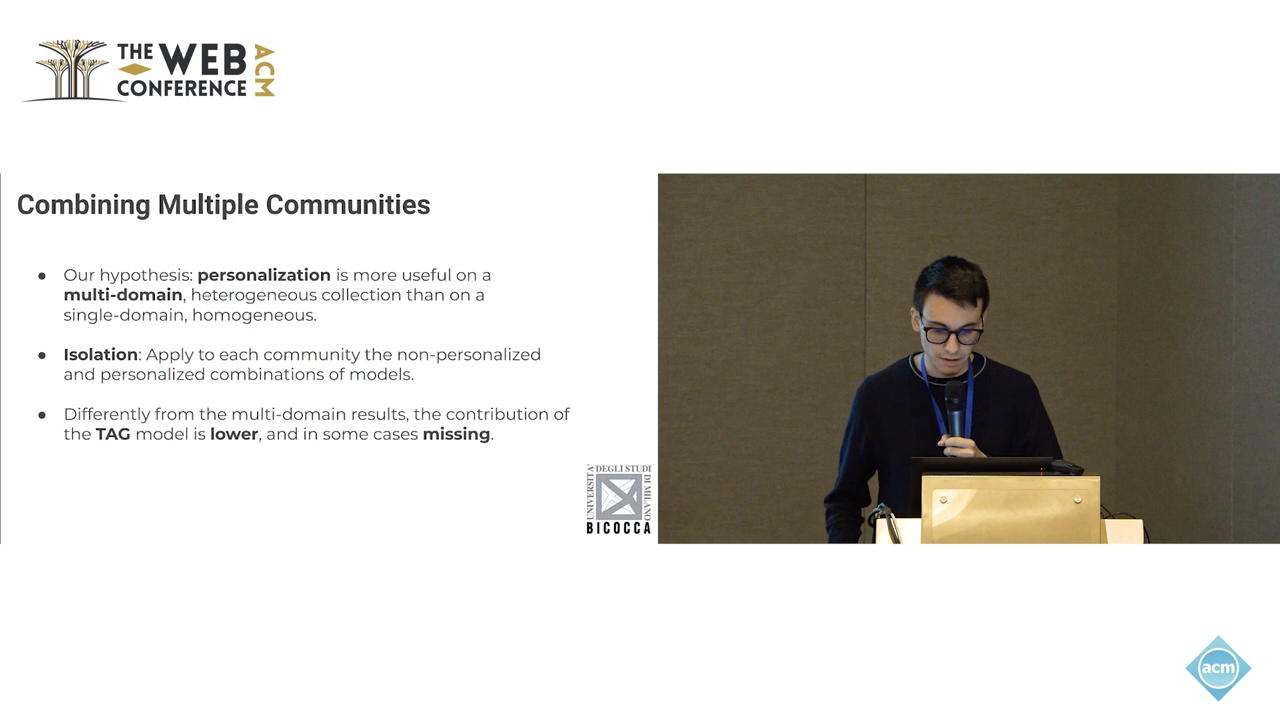 THE WEB
CONFERENCE
ACM
Combining Multiple Communities
● Our hypothesis: personalization is more useful on a
multi-domain, heterogeneous collection than on a
single-domain, homogeneous.
● Isolation: Apply to each community the non-personalized
and personalized combinations of models.
● Differently from the multi-domain results, the contribution of
the TAG model is lower, and in some cases missing.
UNIVERSITA' DEGLI STUDI DI MILANO
BICOCCA
acm